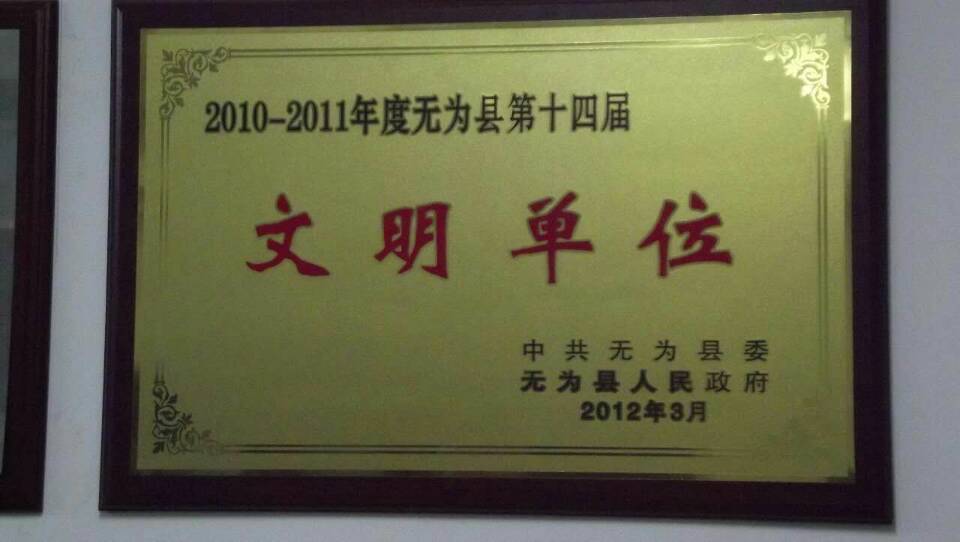 2010-2011年度无为县第十四届
文明单位
中共无为县委
无为县人民政府
2012年3月